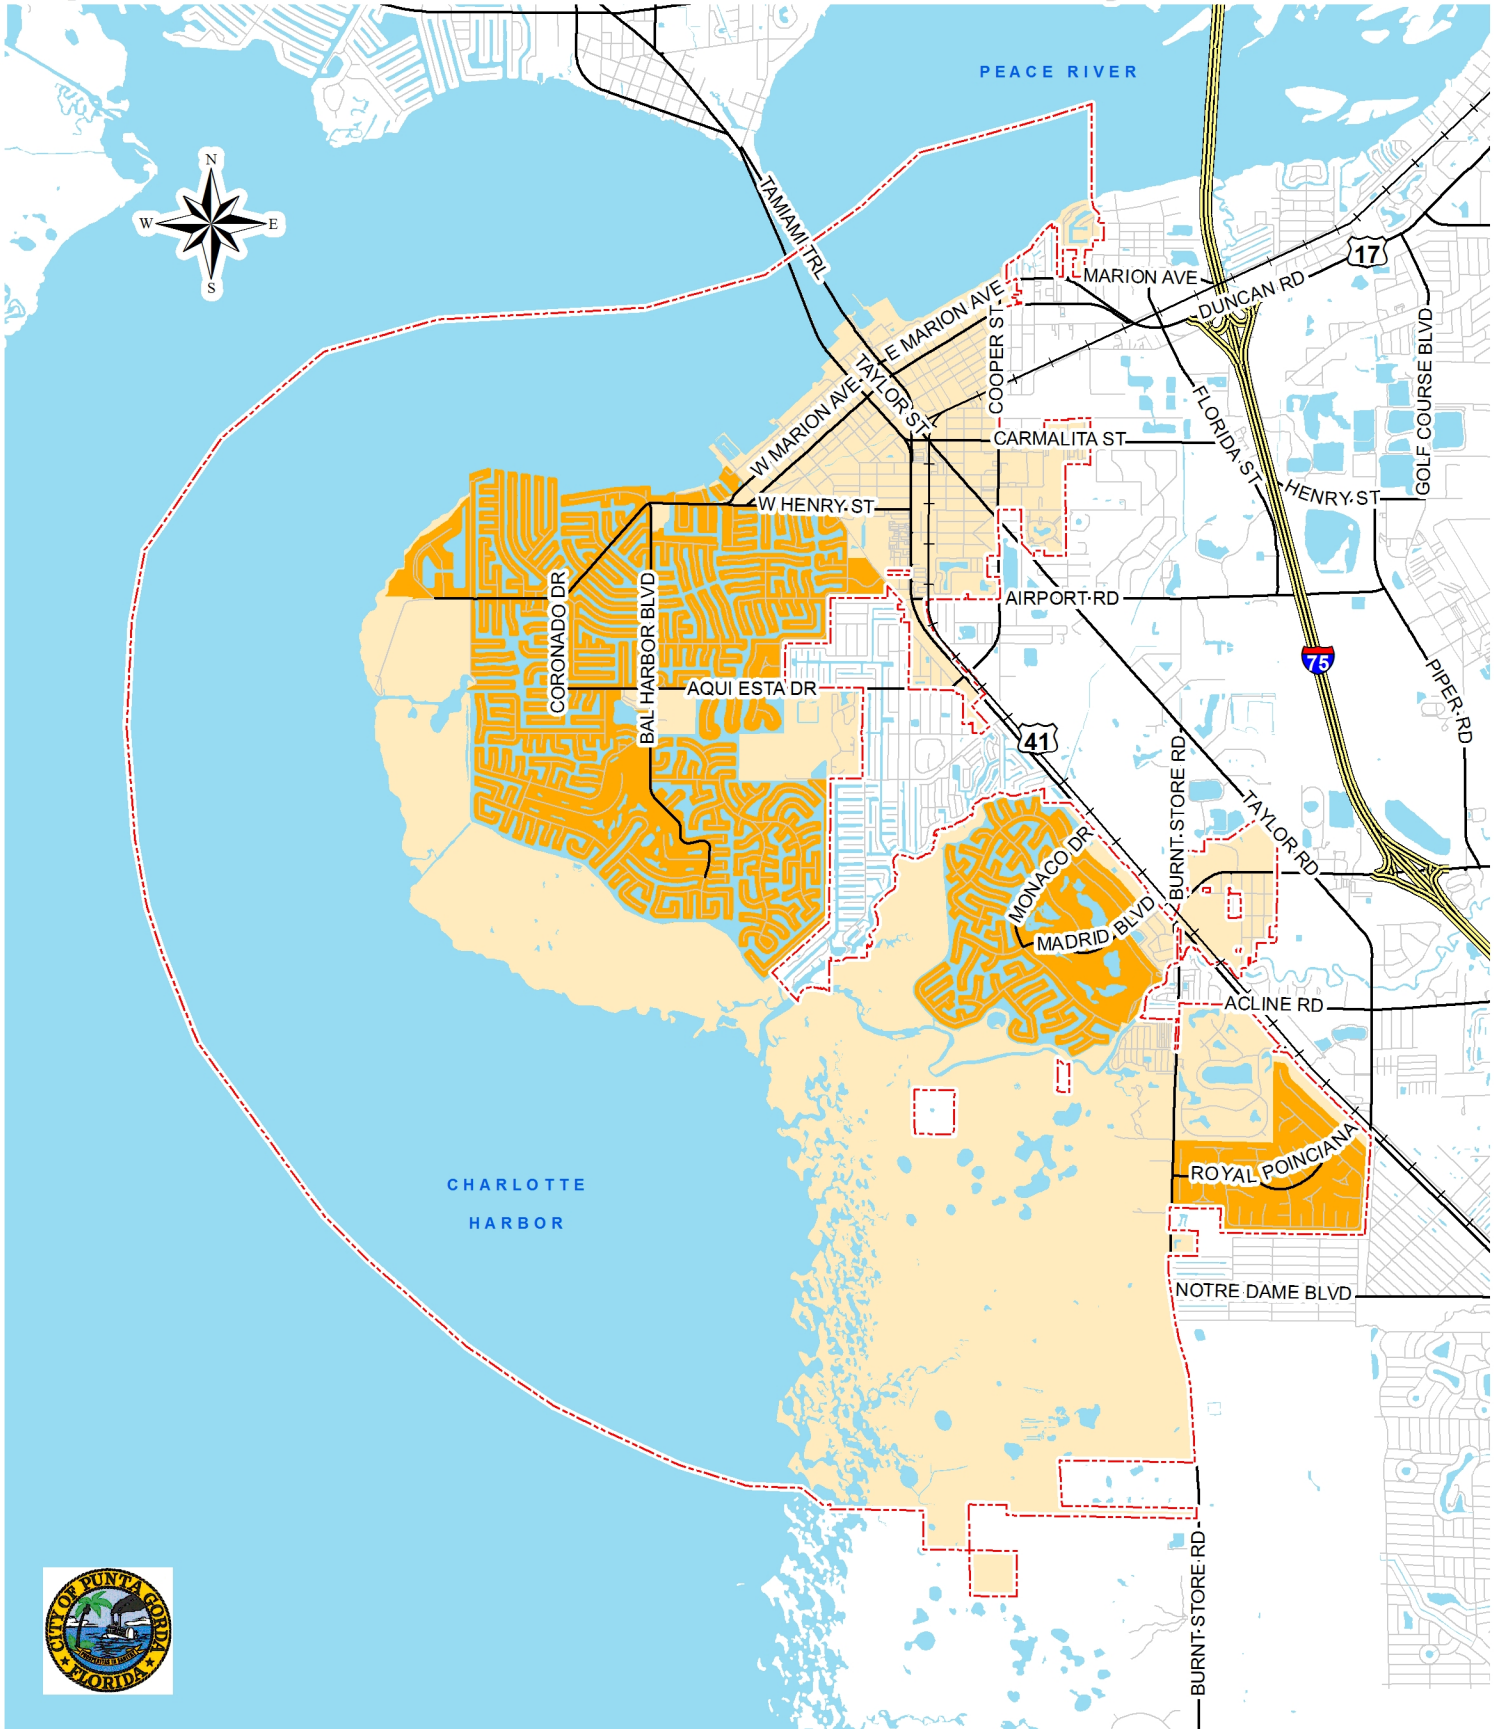 PEACE RIVER
N
W
E
S
TAMIAMI TRL
17
MARION AVE
DUNCAN RD
E MARION AVE
COOPER ST
GOLF COURSE BLVD
TAYLOR ST
W MARION AVE
FLORIDA ST
CARMALITA ST
HENRY ST
W HENRY ST
CORONADO DR
BAL HARBOR BLVD
AIRPORT RD
75
PIPER RD
AQUI ESTA DR
41
BURNT STORE RD
TAYLOR RD
MONACO DR
MADRID BLVD
ACLINE RD
ROYAL POINCIANA
CHARLOTTE
HARBOR
NOTRE DAME BLVD
BURNT STORE RD
CITY OF PUNTA GORDA
FLORIDA